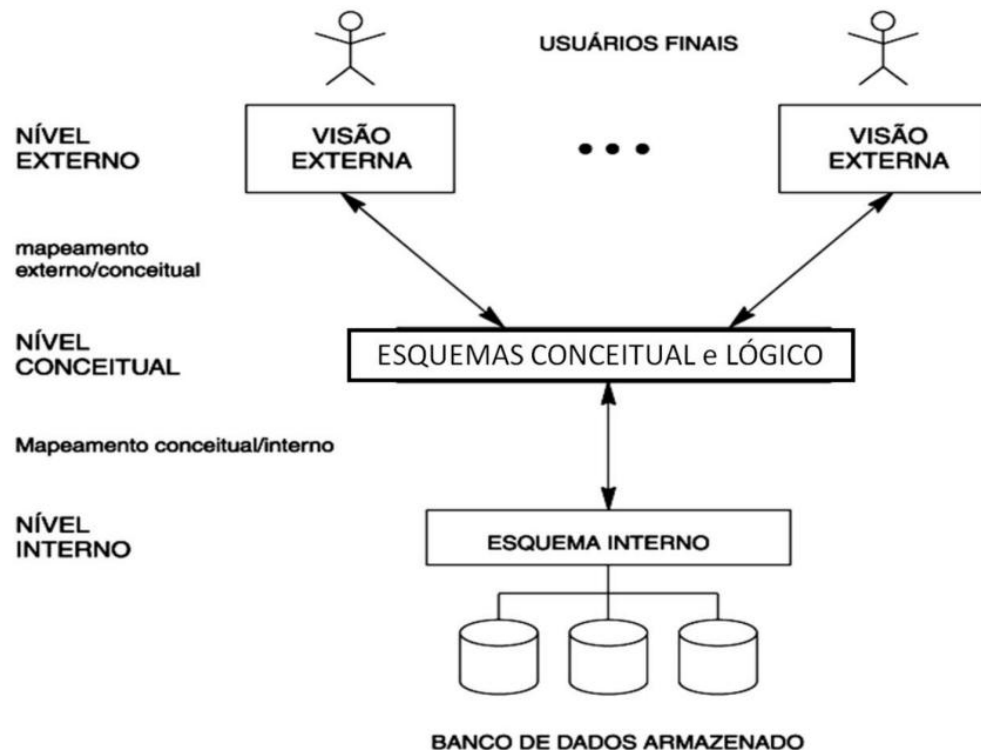 USUÁRIOS FINAIS
NÍVEL
EXTERNO
VISÃO
EXTERNA
VISÃO
EXTERNA
mapeamento
externo/conceitual
NÍVEL
CONCEITUAL
ESQUEMAS CONCEITUAL e LÓGICO
Mapeamento conceitual/interno
NÍVEL
INTERNO
ESQUEMA INTERNO
BANCO DE DADOS ARMAZENADO